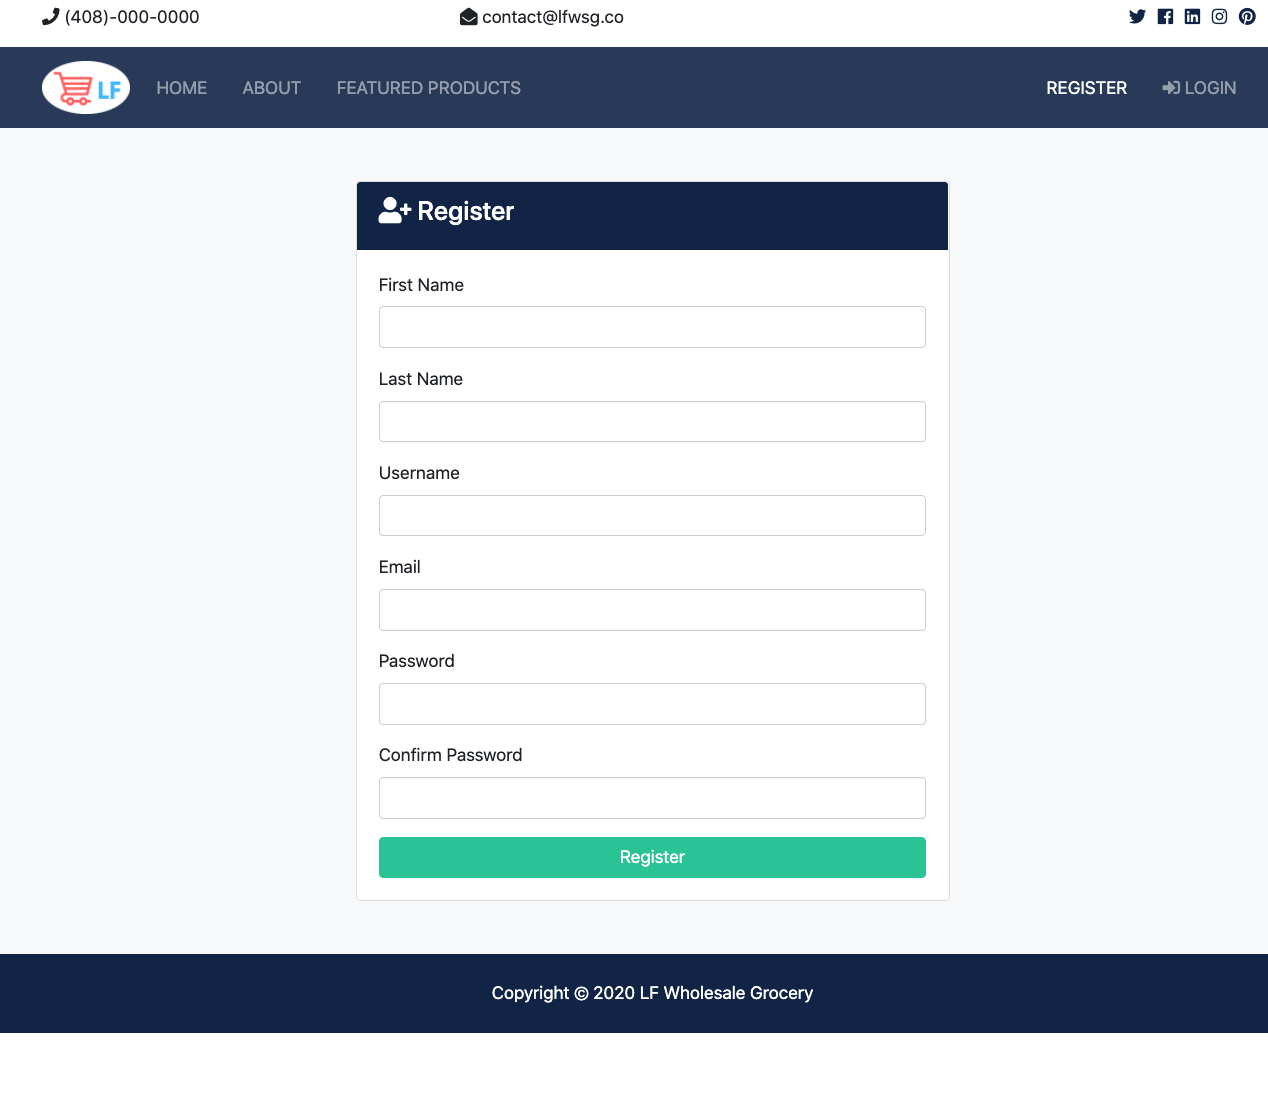 (408)-000-0000 contact@lfwsg.co
LF HOME ABOUT FEATURED PRODUCTS REGISTER LOGIN
Register
First Name
Last Name
Username
Email
Password
Confirm Password
Register
Copyright © 2020 LF Wholesale Grocery